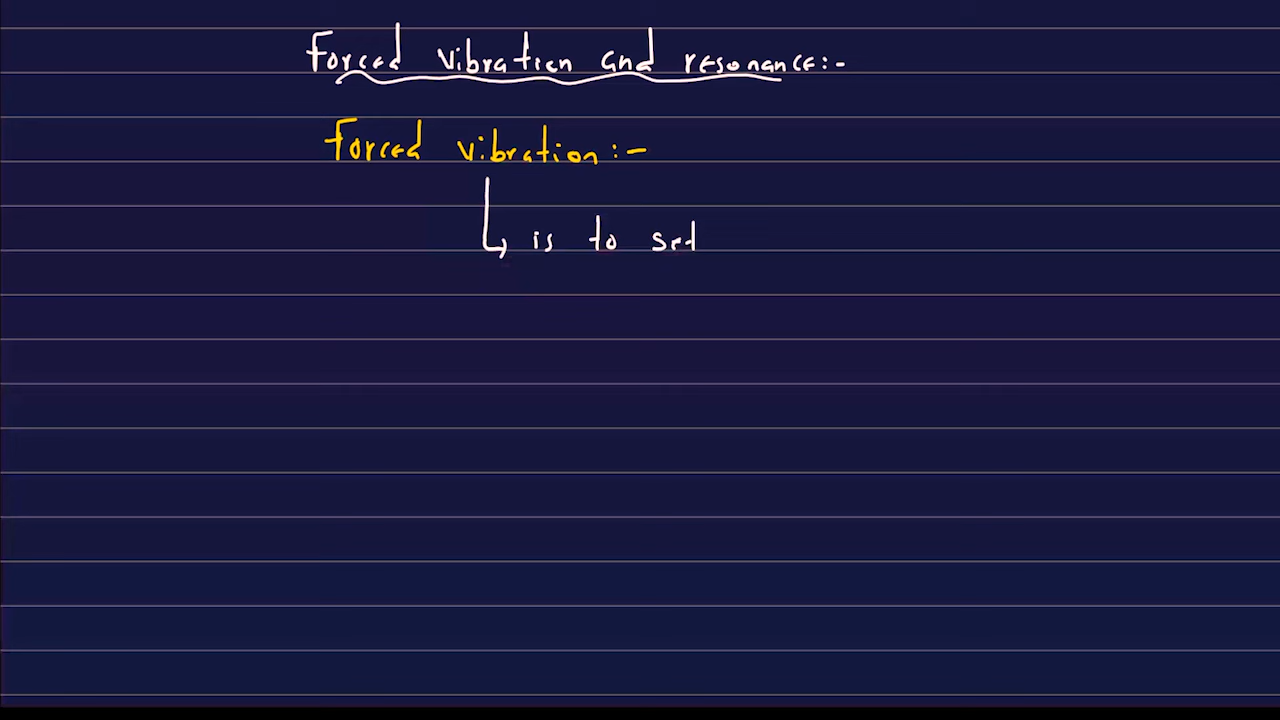 Forced vibration and resonance:-
Forced vibration:-
↳ is to set